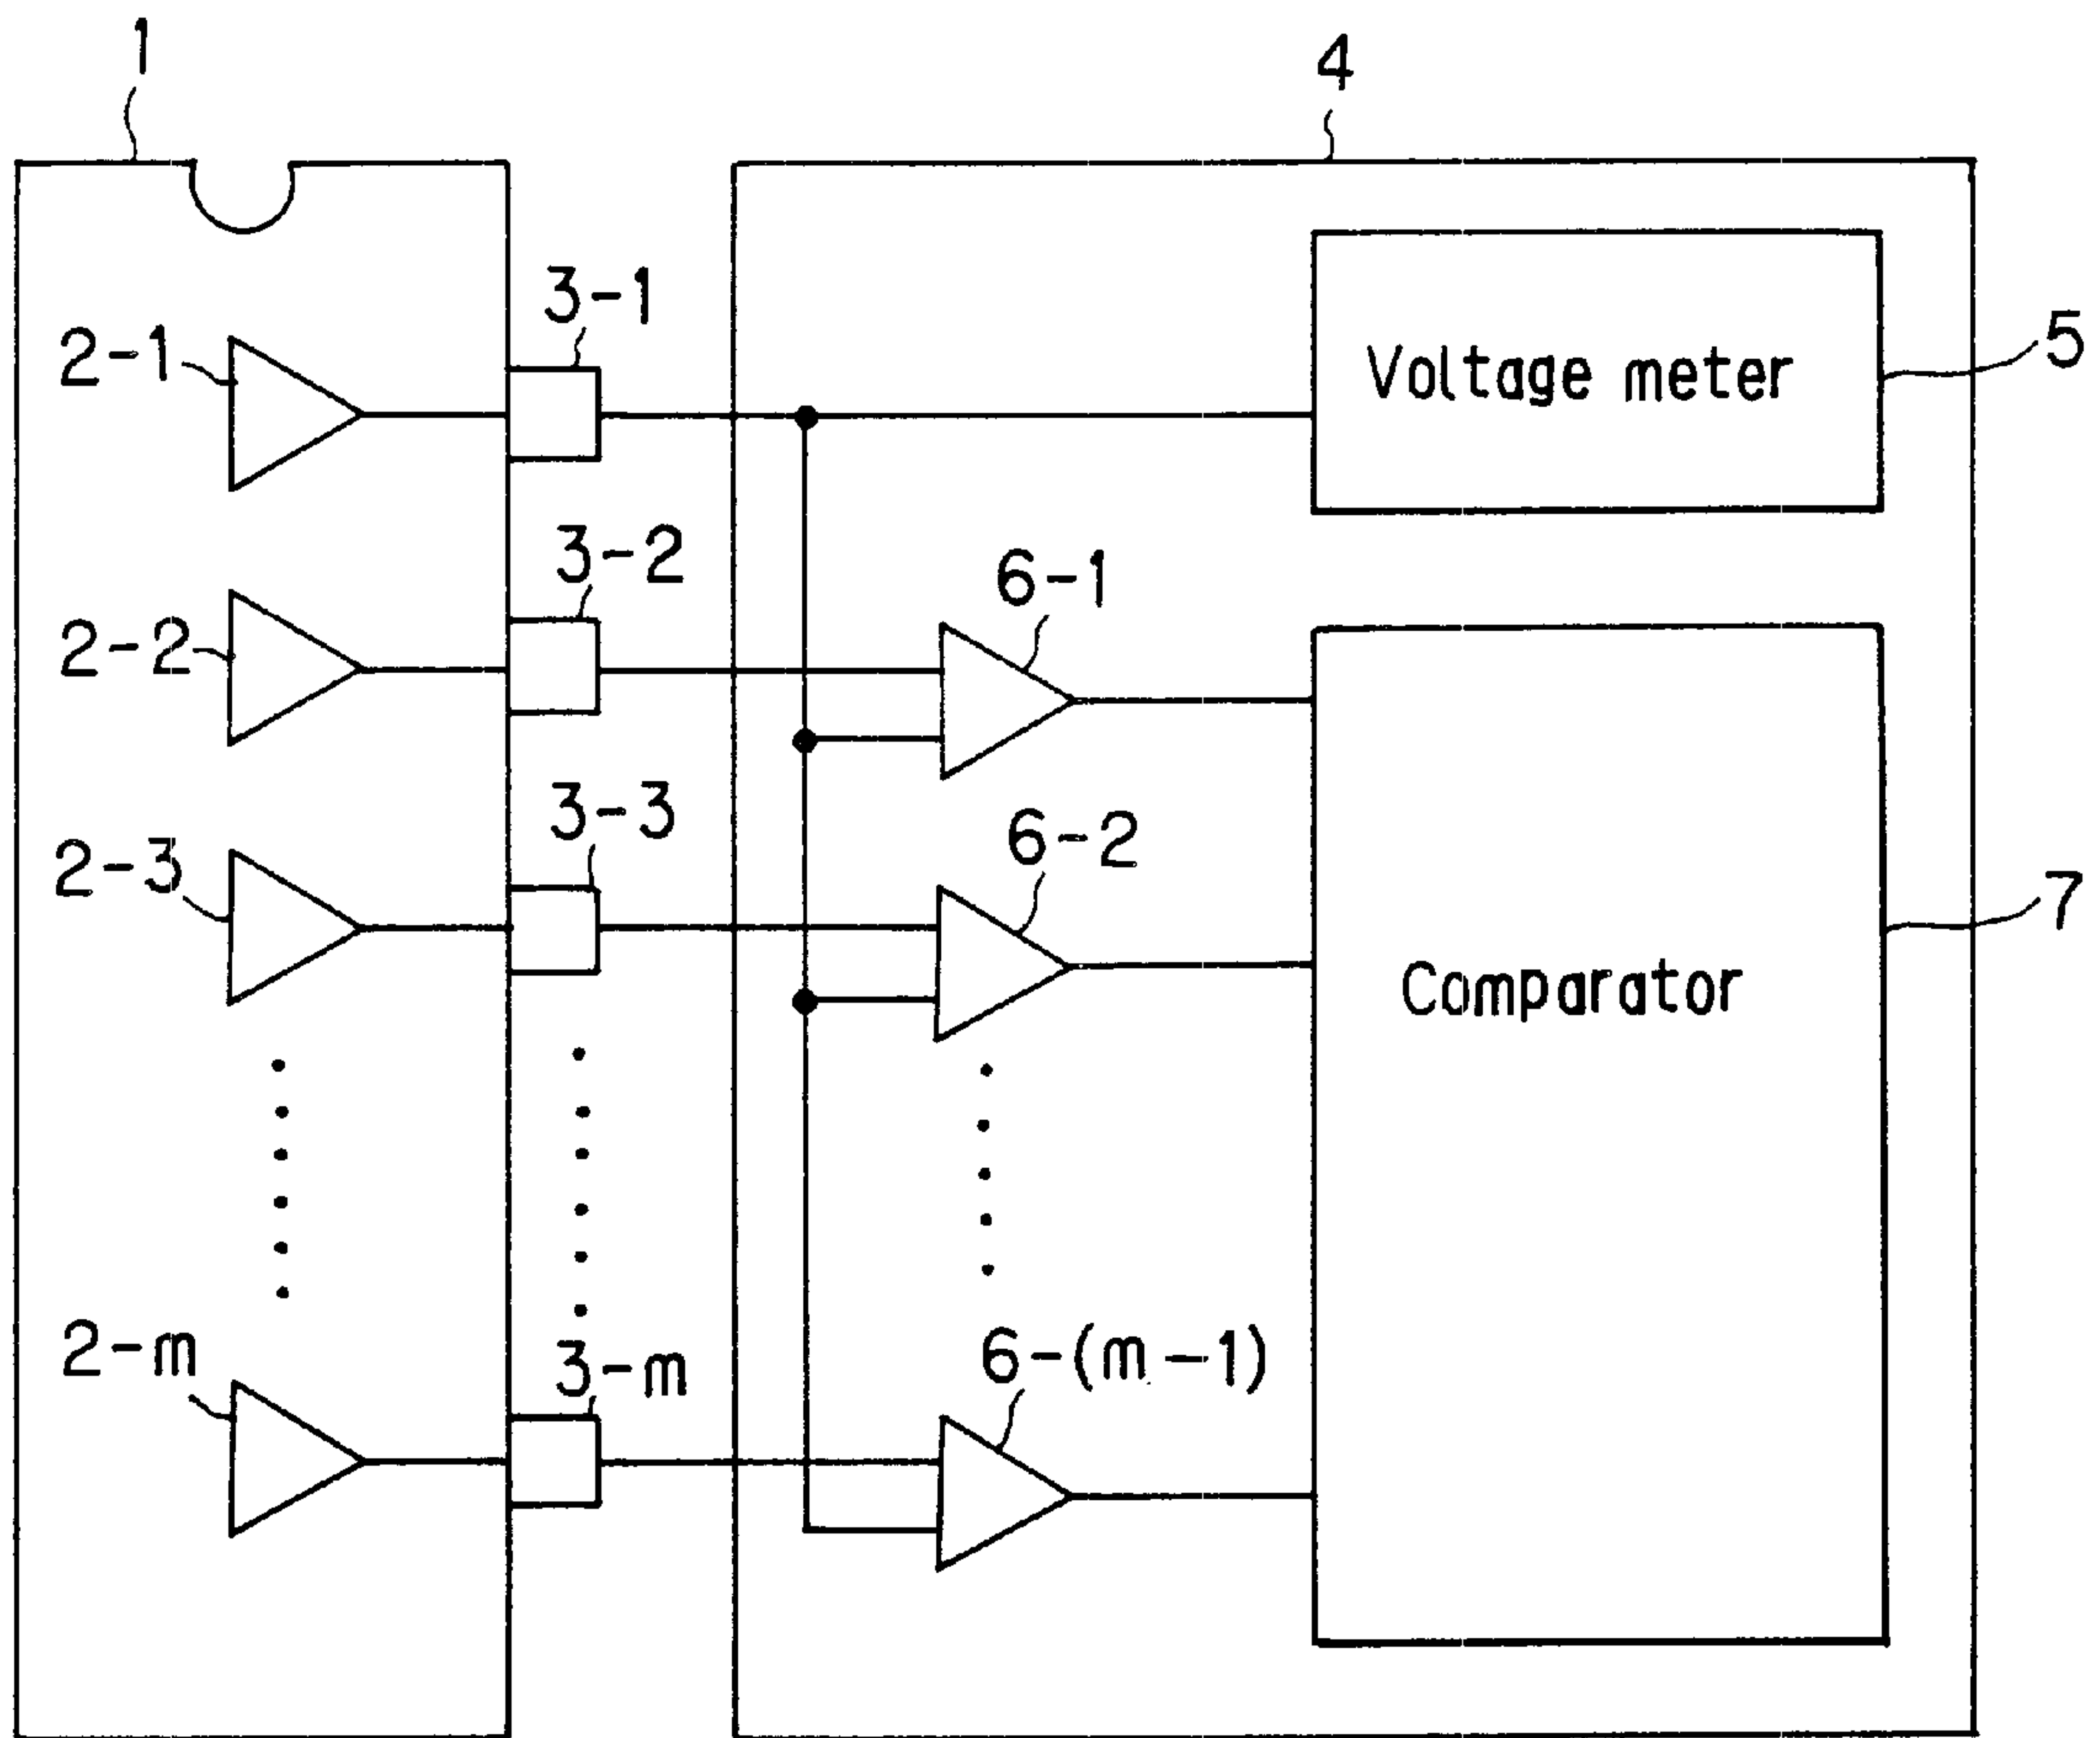 1
4
3-1
2-1
5
Voltage meter
3-2
6-1
2-2
3-3
6-2
2-3
7
Comparator
2-m
3-m
6-(m-1)